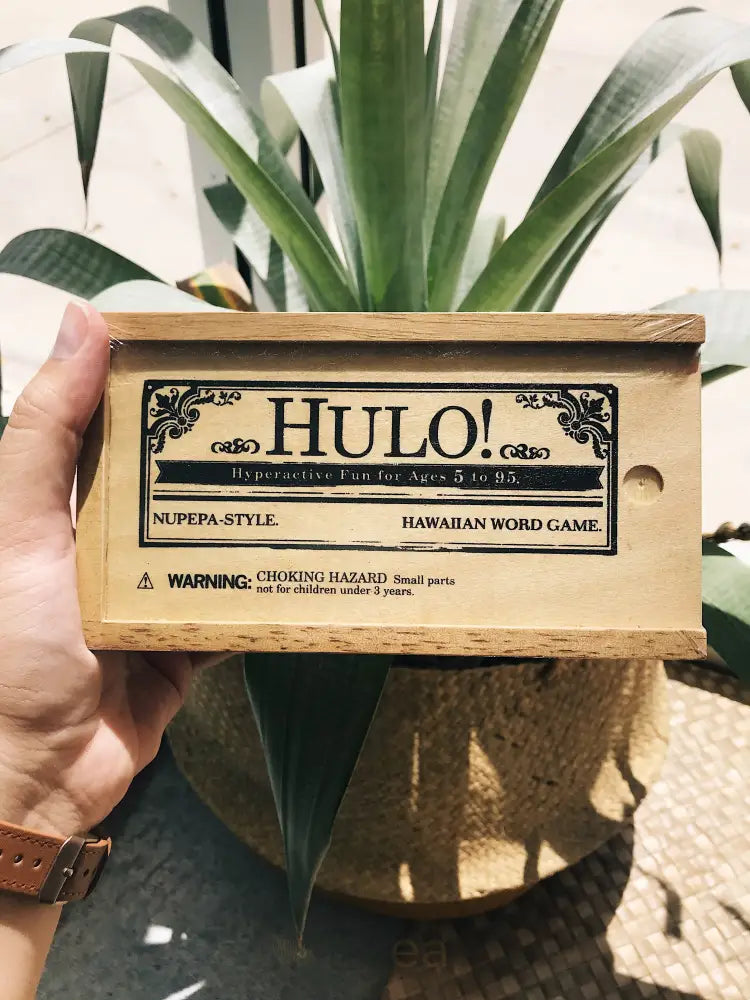 HULO!
Hyperactive Fun for Ages 5 to 95.
NUPEPA-STYLE. HAWAIIAN WORD GAME.
⚠ WARNING: CHOKING HAZARD Small parts
not for children under 3 years.